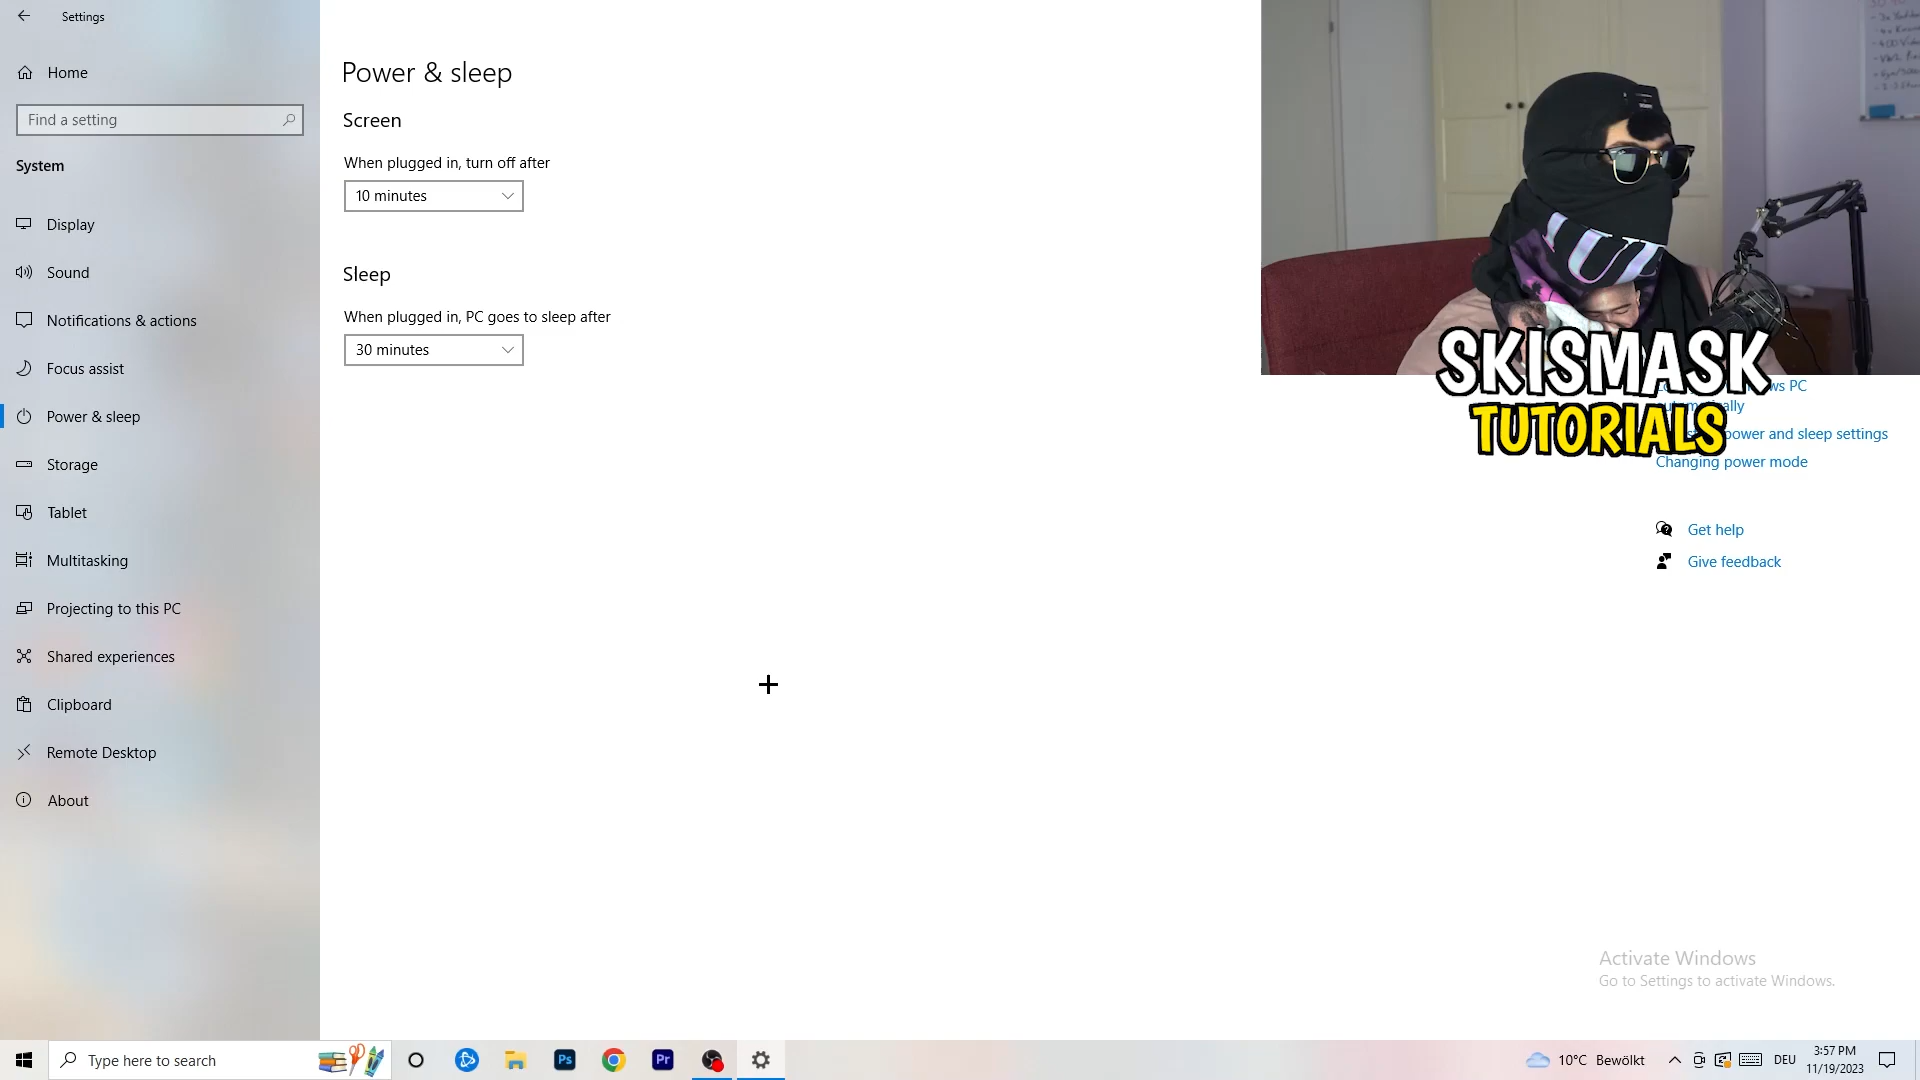 Settings
Home
Find a setting
System
Display
Sound
Notifications & actions
Focus assist
Power & sleep
Storage
Tablet
Multitasking
Projecting to this PC
Shared experiences
Clipboard
Remote Desktop
About
Power & sleep
Screen
When plugged in, turn off after
10 minutes
Sleep
When plugged in, PC goes to sleep after
30 minutes
SKISMASK
TUTORIALS
PC
power and sleep settings
Changing power mode
Get help
Give feedback
Activate Windows
Go to Settings to activate Windows.
Type here to search
Ps
Pr
10°C Bewölkt
DEU
3:57 PM
11/19/2023